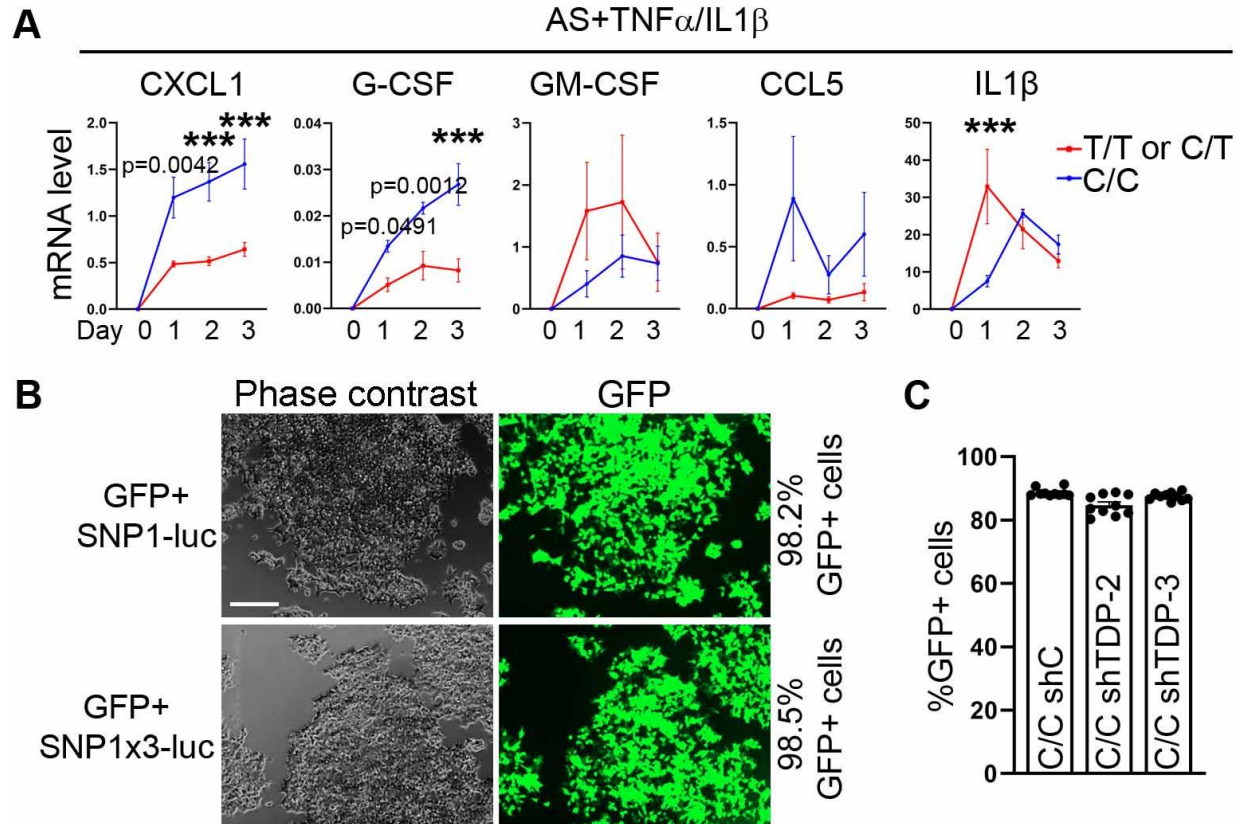 A
AS+TNFα/IL1β
CXCL1
G-CSF
GM-CSF
CCL5
IL1β
mRNA level
2.0
1.5
1.0
0.5
0.0
p=0.0042
***
***
Day 0 1 2 3
0.04
0.03
0.02
0.01
0.00
p=0.0491
p=0.0012
***
0 1 2 3
3
2
1
0
0 1 2 3
1.5
1.0
0.5
0.0
0 1 2 3
50
40
30
20
10
0
***
0 1 2 3
T/T or C/T
C/C
B
Phase contrast
GFP
GFP+
SNP1-luc
98.2%
GFP+ cells
GFP+
SNP1x3-luc
98.5%
GFP+ cells
C
%GFP+ cells
100
80
60
40
20
0
C/C shC
C/C shTDP-2
C/C shTDP-3